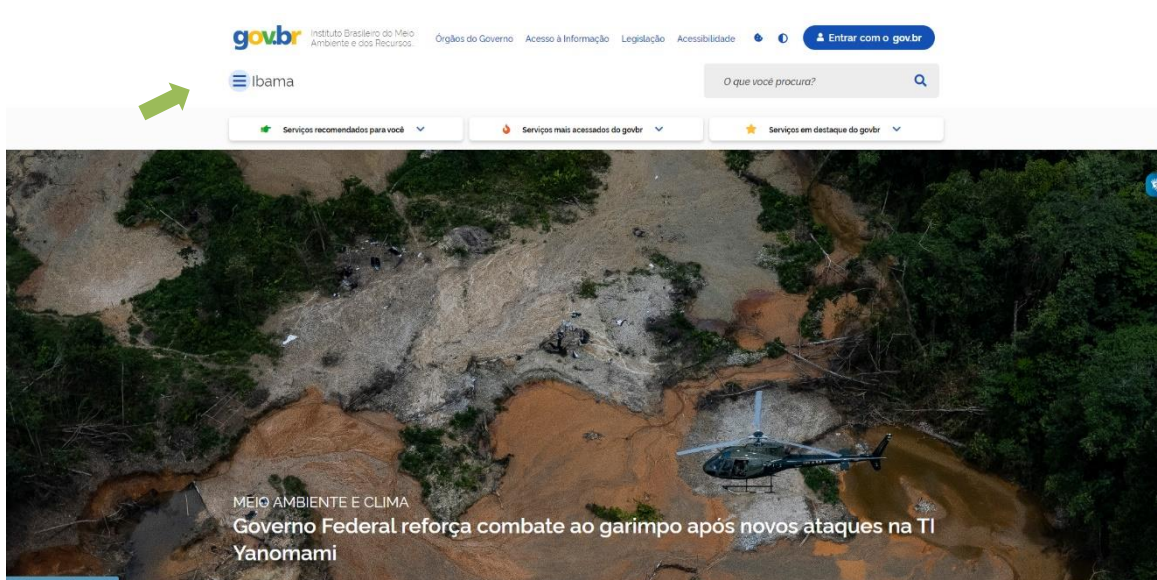 gov.br
Instituto Brasileiro do Meio
Ambiente e dos Recursos.
Órgãos do Governo
Acesso à Informação
Legislação
Acessibilidade
Entrar com o gov.br
Ibama
O que você procura?
Serviços recomendados para você
Serviços mais acessados do govbr
Serviços em destaque do govbr
MEIO AMBIENTE E CLIMA
Governo Federal reforça combate ao garimpo após novos ataques na TI
Yanomami